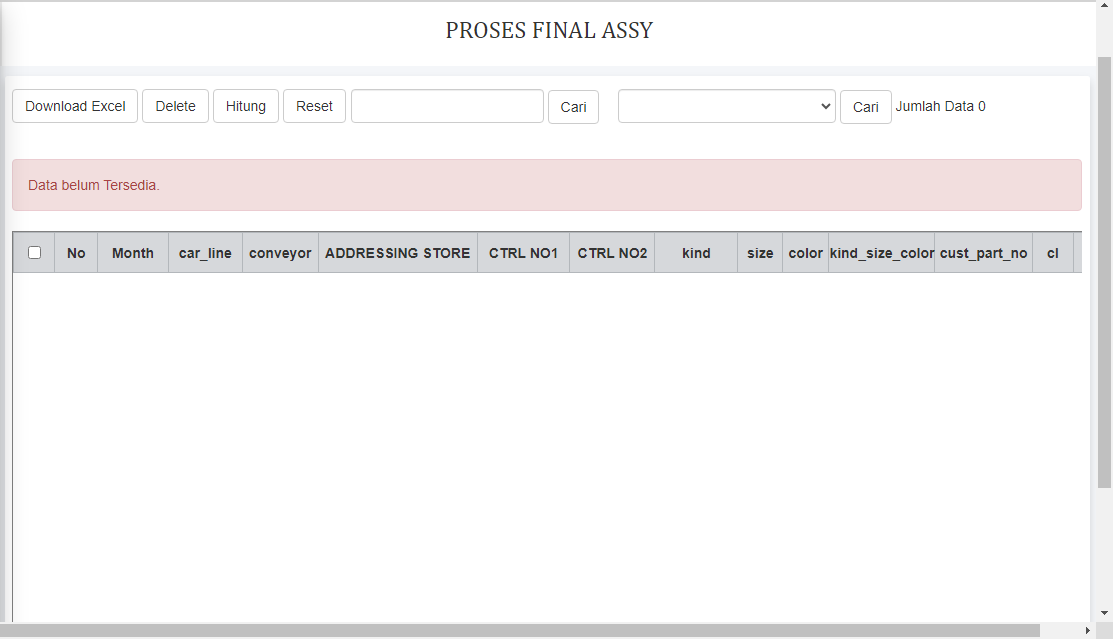 PROSES FINAL ASSY
Download Excel Delete Hitung Reset Cari Cari Jumlah Data 0
Data belum Tersedia.
No Month car_line conveyor ADDRESSING STORE CTRL NO1 CTRL NO2 kind size color kind_size_color cust_part_no cl